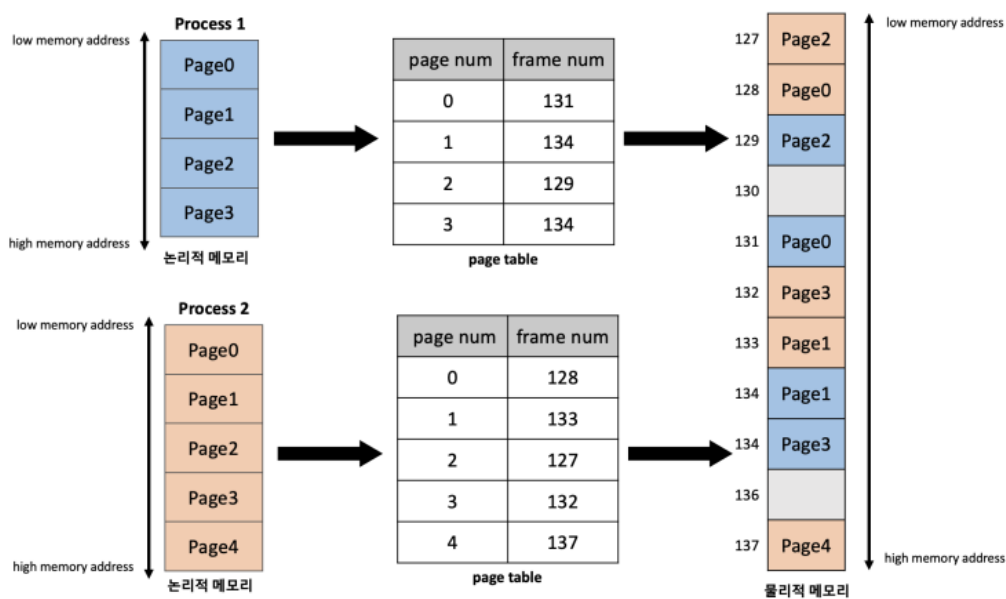 Process 1
low memory address
Page0
Page1
Page2
Page3
high memory address
논리적 메모리
page num frame num
0 131
1 134
2 129
3 134
page table
Process 2
low memory address
Page0
Page1
Page2
Page3
Page4
high memory address
논리적 메모리
page num frame num
0 128
1 133
2 127
3 132
4 137
page table
low memory address
127 Page2
128 Page0
129 Page2
130
131 Page0
132 Page3
133 Page1
134 Page1
134 Page3
136
137 Page4
high memory address
물리적 메모리